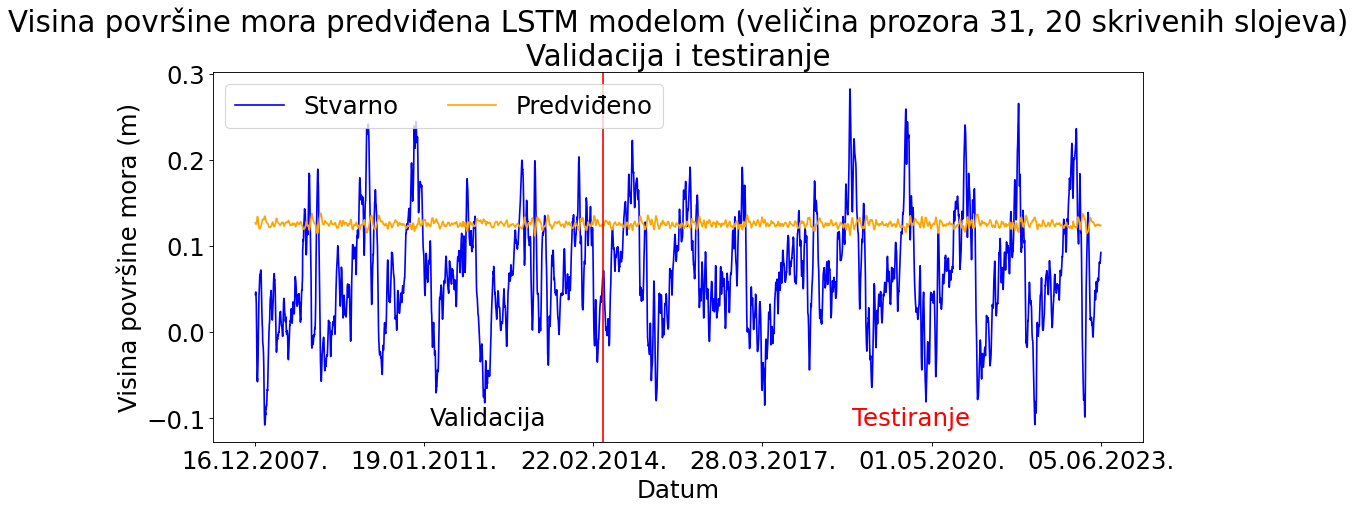 Visina površine mora predviđena LSTM modelom (veličina prozora 31, 20 skrivenih slojeva)
Validacija i testiranje
Stvarno
Predviđeno
Visina površine mora (m)
0.3
0.2
0.1
0.0
−0.1
Validacija
Testiranje
16.12.2007.
19.01.2011.
22.02.2014.
28.03.2017.
01.05.2020.
05.06.2023.
Datum